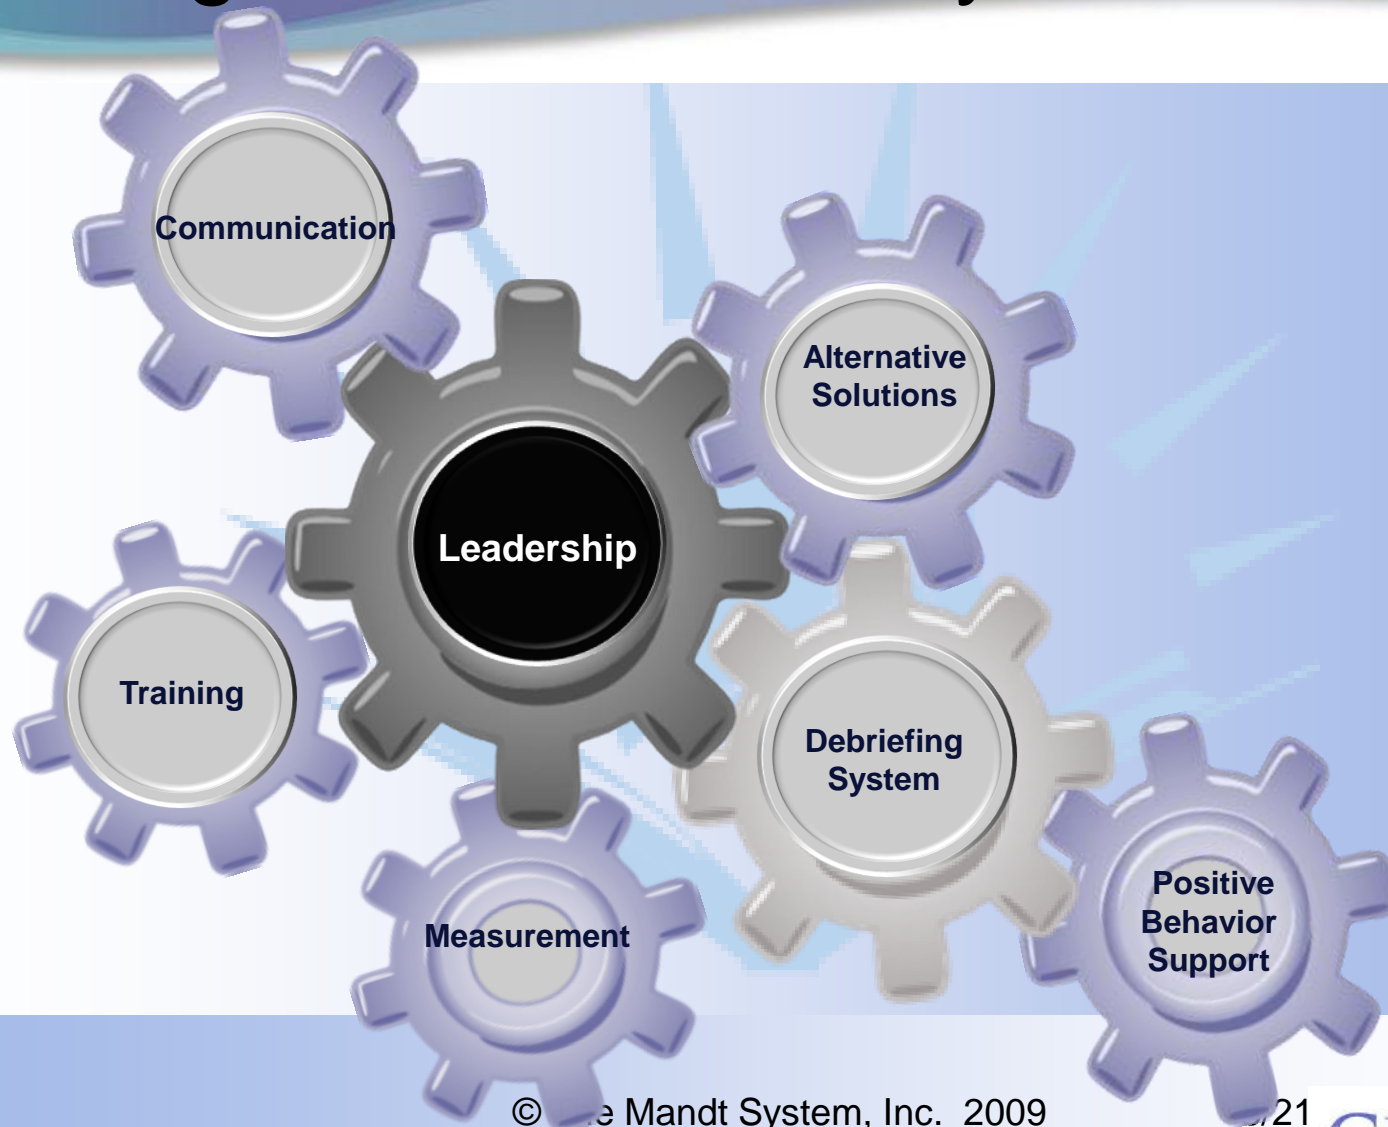 Communication
Alternative
Solutions
Leadership
Training
Debriefing
System
Positive
Behavior
Support
Measurement
© Mandt System, Inc. 2009
/21